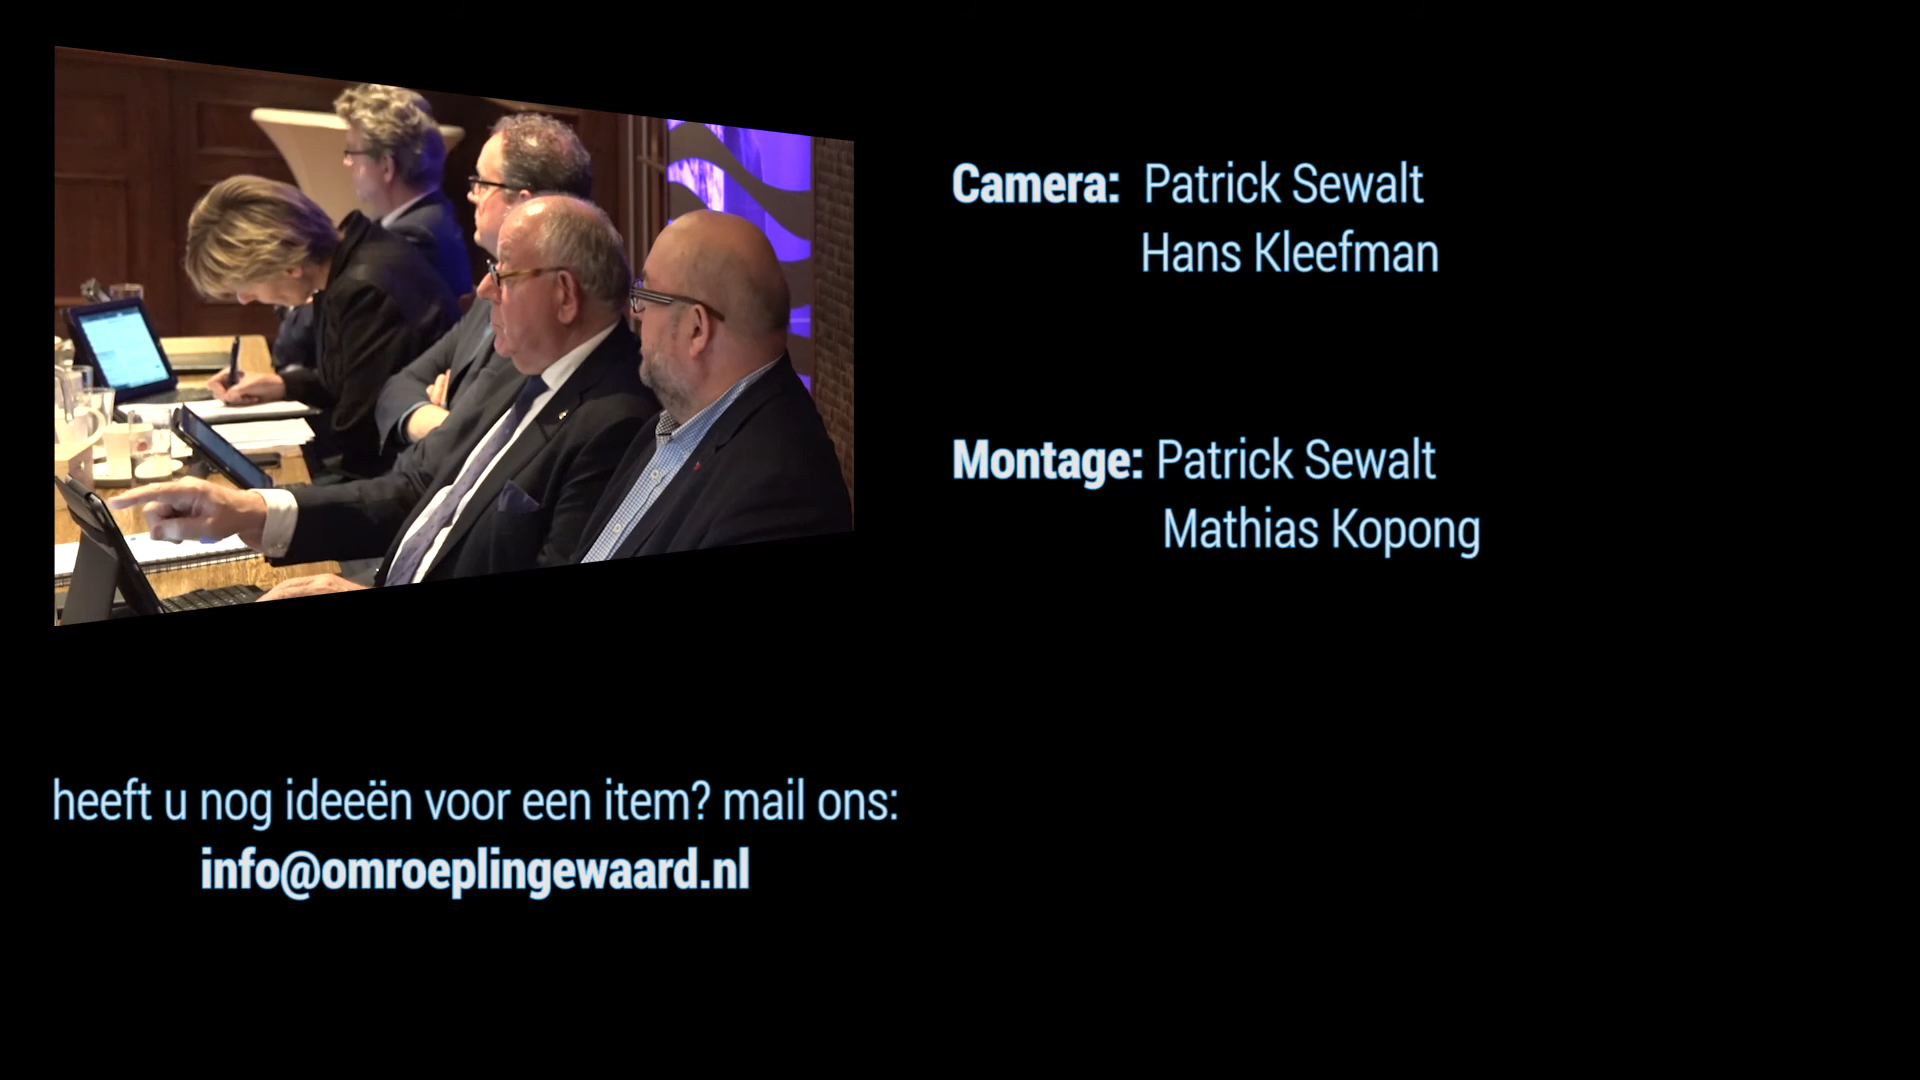 Camera: Patrick Sewalt
Hans Kleefman
Montage: Patrick Sewalt
Mathias Kopong
heeft u nog ideeën voor een item? mail ons:
info@omroeplingewaard.nl